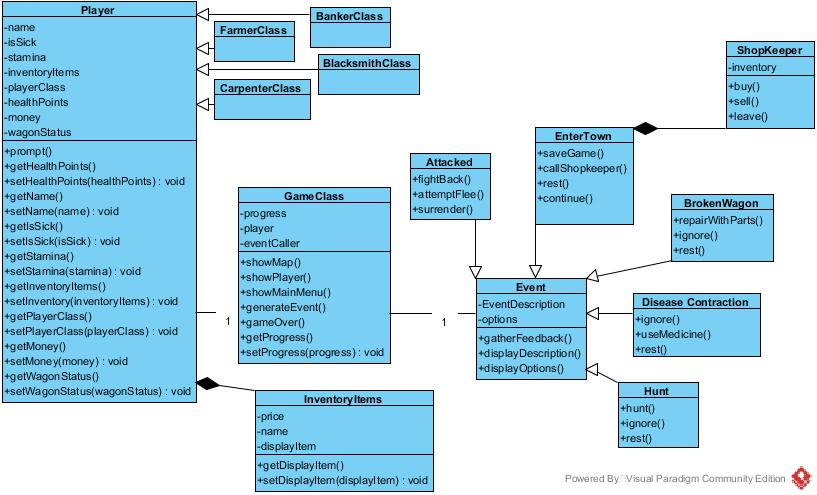 Player
-name
-isSick
-stamina
-inventoryItems
-playerClass
-healthPoints
-money
-wagonStatus
+prompt()
+getHealthPoints()
+setHealthPoints(healthPoints) : void
+getName()
+setName(name) : void
+getIsSick()
+setIsSick(isSick) : void
+getStamina()
+setStamina(stamina) : void
+getInventoryItems()
+setInventory(inventoryItems) : void
+getPlayerClass()
+setPlayerClass(playerClass) : void
+getMoney()
+setMoney(money) : void
+getWagonStatus()
+setWagonStatus(wagonStatus) : void
BankerClass
FarmerClass
BlacksmithClass
CarpenterClass
GameClass
-progress
-player
-eventCaller
+showMap()
+showPlayer()
+showMainMenu()
+generateEvent()
+gameOver()
+getProgress()
+setProgress(progress) : void
1
1
InventoryItems
-price
-name
-displayItem
+getDisplayItem()
+setDisplayItem(displayItem) : void
Attacked
+fightBack()
+attemptFlee()
+surrender()
EnterTown
+saveGame()
+callShopkeeper()
+rest()
+continue()
ShopKeeper
-inventory
+buy()
+sell()
+leave()
BrokenWagon
+repairWithParts()
+ignore()
+rest()
Event
-EventDescription
-options
+gatherFeedback()
+displayDescription()
+displayOptions()
Disease Contraction
+ignore()
+useMedicine()
+rest()
Hunt
+hunt()
+ignore()
+rest()
Powered By Visual Paradigm Community Edition